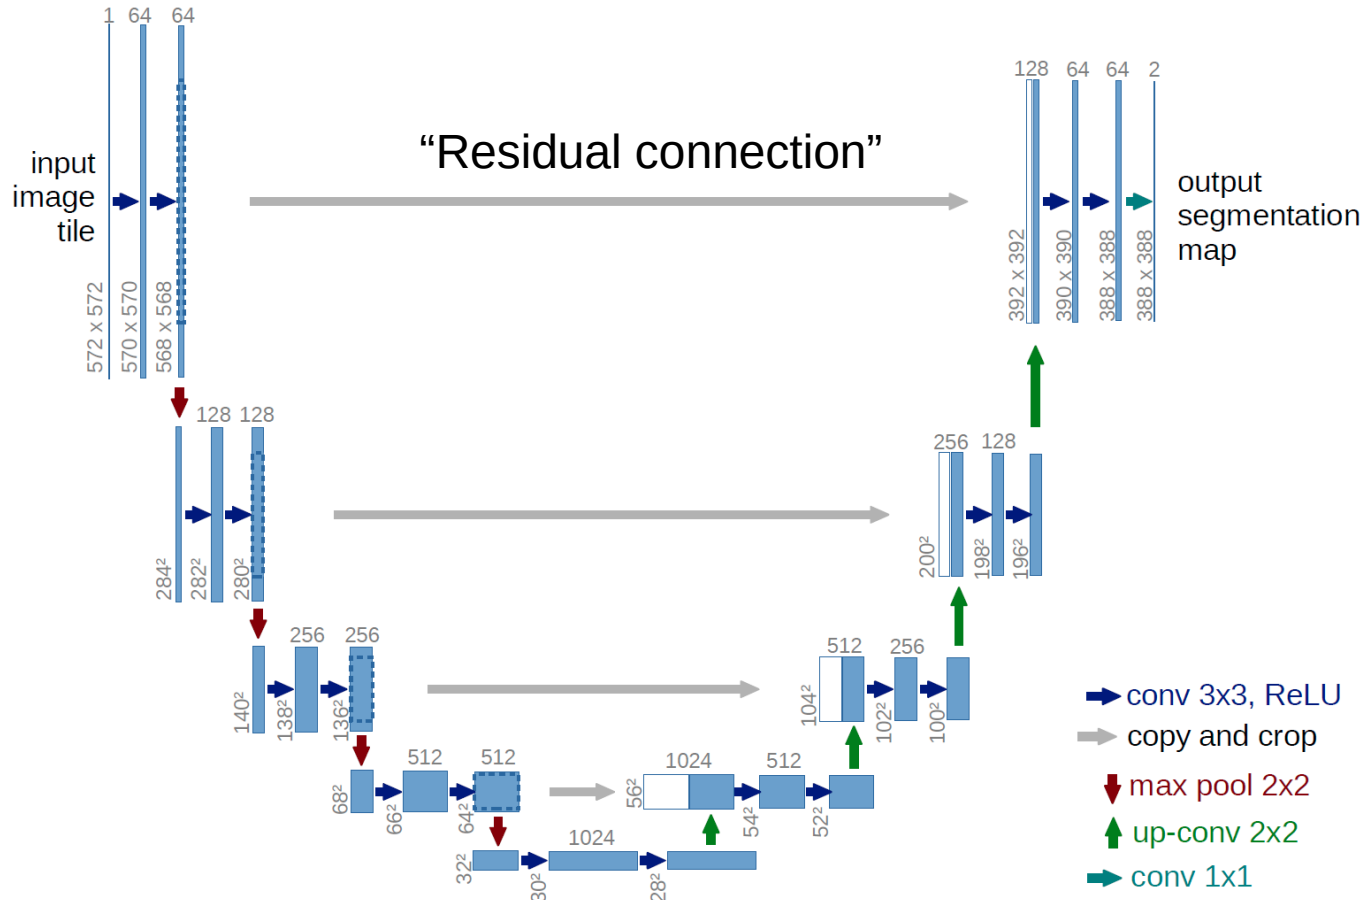 1 64 64
128 64 64 2
“Residual connection”
input
image
tile
output
segmentation
map
572 x 572
570 x 570
568 x 568
392 x 392
390 x 390
388 x 388
388 x 388
128 128
256 128
284²
282²
280²
200²
198²
196²
256 256
512 256
140²
138²
136²
104²
102²
100²
512 512
1024 512
68²
66²
64²
56²
54²
52²
1024
32²
30²
28²
conv 3x3, ReLU
copy and crop
max pool 2x2
up-conv 2x2
conv 1x1